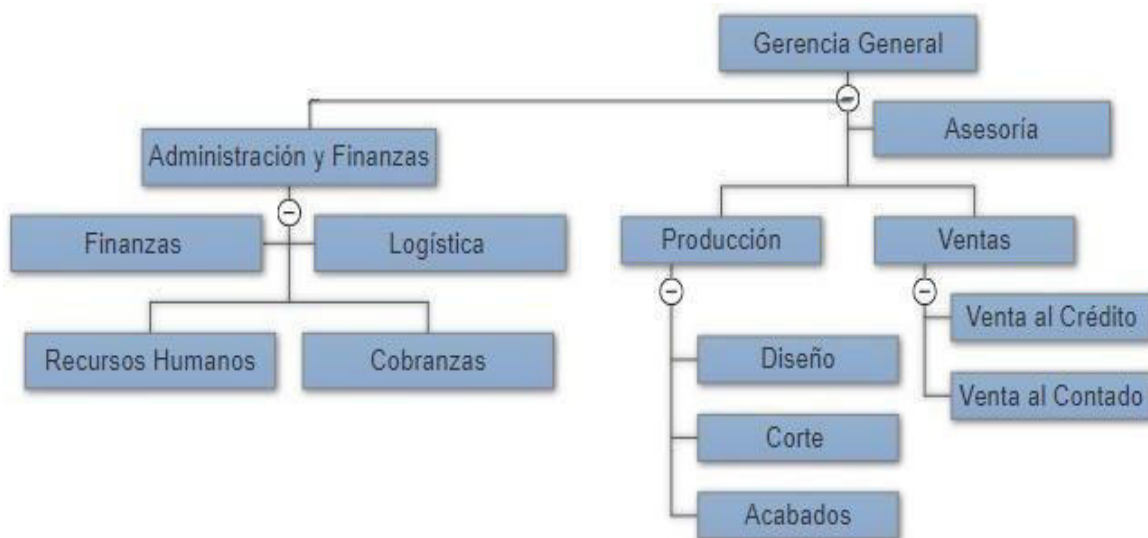 Gerencia General
Asesoría
Administración y Finanzas
Finanzas
Logística
Recursos Humanos
Cobranzas
Producción
Ventas
Diseño
Corte
Acabados
Venta al Crédito
Venta al Contado